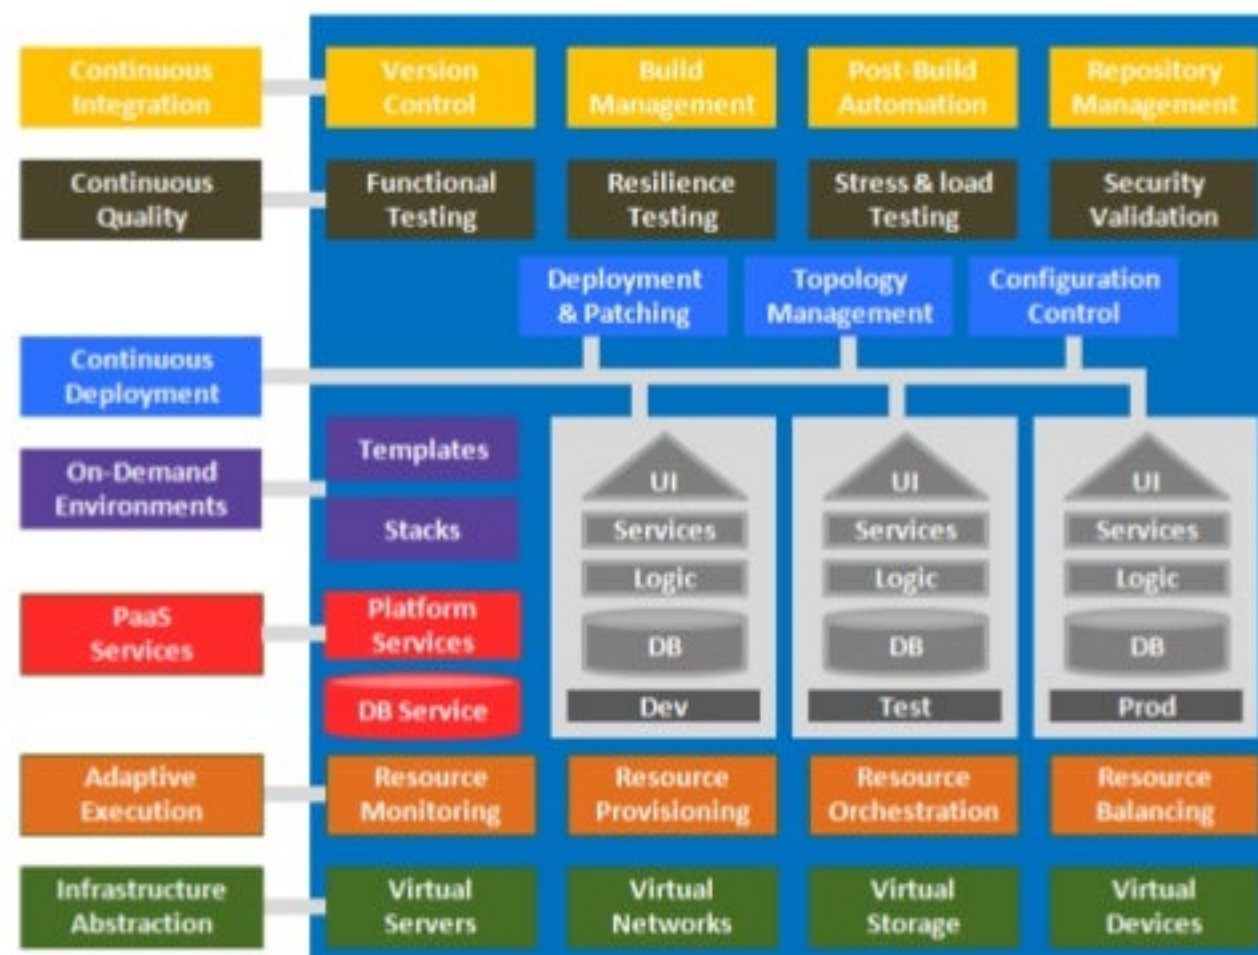 Continuous
Integration
Version
Control
Build
Management
Post-Build
Automation
Repository
Management
Continuous
Quality
Functional
Testing
Resilience
Testing
Stress & load
Testing
Security
Validation
Deployment
& Patching
Topology
Management
Configuration
Control
Continuous
Deployment
On-Demand
Environments
Templates
Stacks
PaaS
Services
Platform
Services
DB Service
UI
Services
Logic
DB
Dev
UI
Services
Logic
DB
Test
UI
Services
Logic
DB
Prod
Adaptive
Execution
Resource
Monitoring
Resource
Provisioning
Resource
Orchestration
Resource
Balancing
Infrastructure
Abstraction
Virtual
Servers
Virtual
Networks
Virtual
Storage
Virtual
Devices